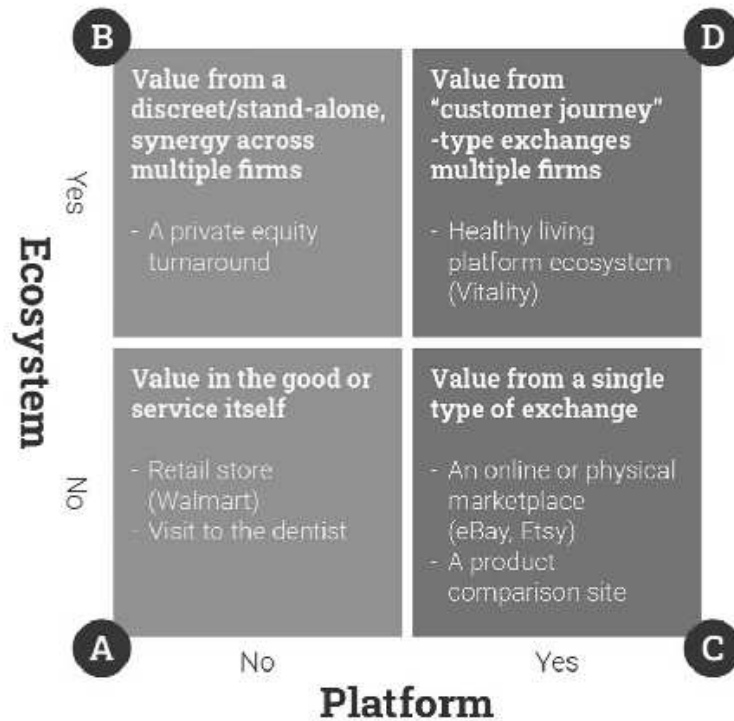 B
D
Value from a
discreet/stand-alone,
synergy across
multiple firms
- A private equity
turnaround
Value from
“customer journey”
-type exchanges
multiple firms
- Healthy living
platform ecosystem
(Vitality)
Yes
Ecosystem
No
Value in the good or
service itself
- Retail store
(Walmart)
- Visit to the dentist
Value from a single
type of exchange
- An online or physical
marketplace
(eBay, Etsy)
- A product
comparison site
A
No
Yes
C
Platform